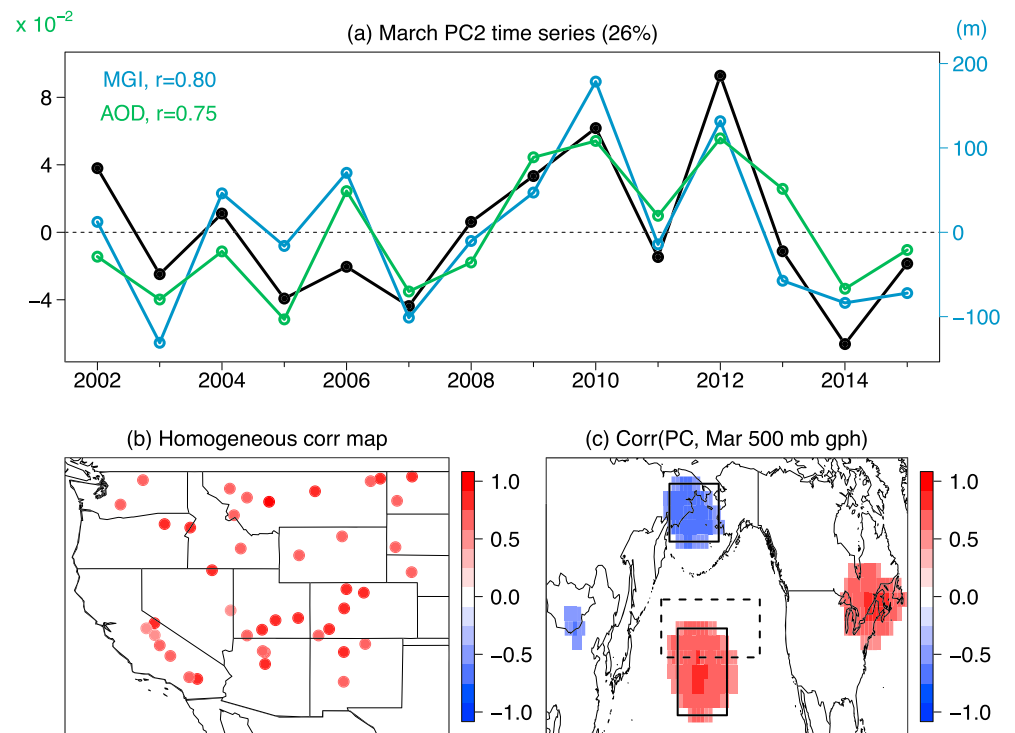 x 10⁻²
(a) March PC2 time series (26%)
(m)
MGI, r=0.80
AOD, r=0.75
8
4
0
−4
200
100
0
−100
2002 2004 2006 2008 2010 2012 2014
(b) Homogeneous corr map
(c) Corr(PC, Mar 500 mb gph)
1.0
0.5
0.0
−0.5
−1.0
1.0
0.5
0.0
−0.5
−1.0